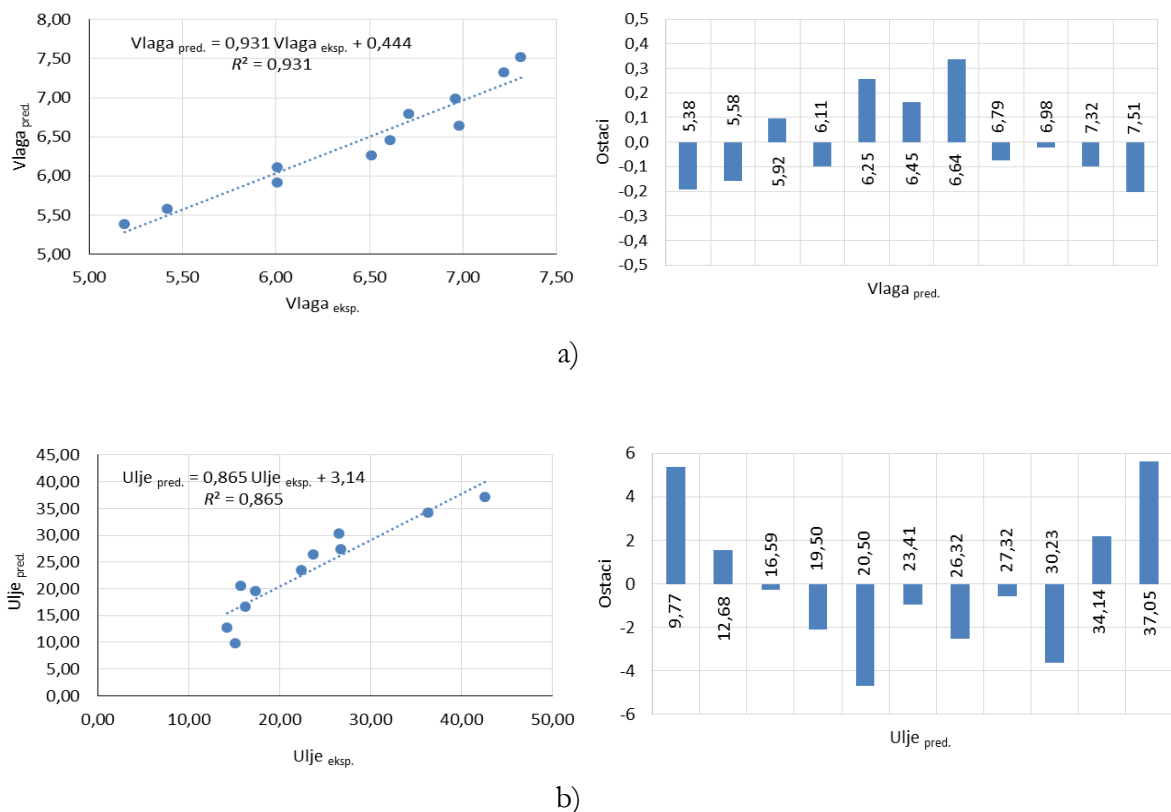 8,00
7,50
7,00
6,50
6,00
5,50
5,00
Vlaga pred. = 0,931 Vlaga eksp. + 0,444
R² = 0,931
Vlaga pred.
5,00 5,50 6,00 6,50 7,00 7,50
Vlaga eksp.
0,5
0,4
0,3
0,2
0,1
0,0
-0,1
-0,2
-0,3
-0,4
-0,5
Ostaci
5,38 5,58 5,92 6,11 6,25 6,45 6,64 6,79 6,98 7,32 7,51
Vlaga pred.
a)
45,00
40,00
35,00
30,00
25,00
20,00
15,00
10,00
5,00
0,00
Ulje pred. = 0,865 Ulje eksp. + 3,14
R² = 0,865
Ulje pred.
0,00 10,00 20,00 30,00 40,00 50,00
Ulje eksp.
6
4
2
0
-2
-4
-6
Ostaci
9,77 12,68 16,59 19,50 20,50 23,41 26,32 27,32 30,23 34,14 37,05
Ulje pred.
b)